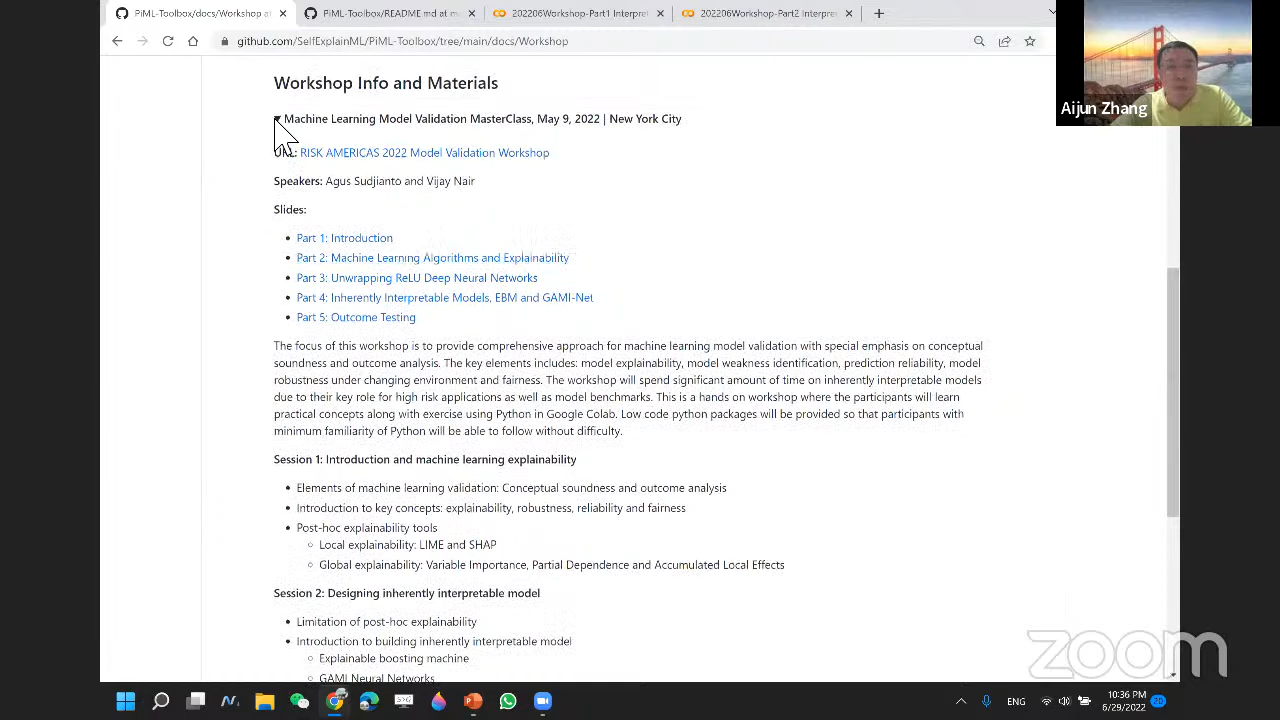 PiML-Toolbox/docs/Workshop at
PiML-Toolbox/README.md at m
202206Workshop-Part1 Interpret
202206Workshop-Part2 Interpre
github.com/SelfExplainML/PiML-Toolbox/tree/main/docs/Workshop
Aijun Zhang
Workshop Info and Materials
Machine Learning Model Validation MasterClass, May 9, 2022 | New York City
URL: RISK AMERICAS 2022 Model Validation Workshop
Speakers: Agus Sudjianto and Vijay Nair
Slides:
Part 1: Introduction
Part 2: Machine Learning Algorithms and Explainability
Part 3: Unwrapping ReLU Deep Neural Networks
Part 4: Inherently Interpretable Models, EBM and GAMI-Net
Part 5: Outcome Testing
The focus of this workshop is to provide comprehensive approach for machine learning model validation with special emphasis on conceptual
soundness and outcome analysis. The key elements includes: model explainability, model weakness identification, prediction reliability, model
robustness under changing environment and fairness. The workshop will spend significant amount of time on inherently interpretable models
due to their key role for high risk applications as well as model benchmarks. This is a hands on workshop where the participants will learn
practical concepts along with exercise using Python in Google Colab. Low code python packages will be provided so that participants with
minimum familiarity of Python will be able to follow without difficulty.
Session 1: Introduction and machine learning explainability
Elements of machine learning validation: Conceptual soundness and outcome analysis
Introduction to key concepts: explainability, robustness, reliability and fairness
Post-hoc explainability tools
Local explainability: LIME and SHAP
Global explainability: Variable Importance, Partial Dependence and Accumulated Local Effects
Session 2: Designing inherently interpretable model
Limitation of post-hoc explainability
Introduction to building inherently interpretable model
Explainable boosting machine
GAMI Neural Networks
zoom
ENG
10:36 PM
6/29/2022